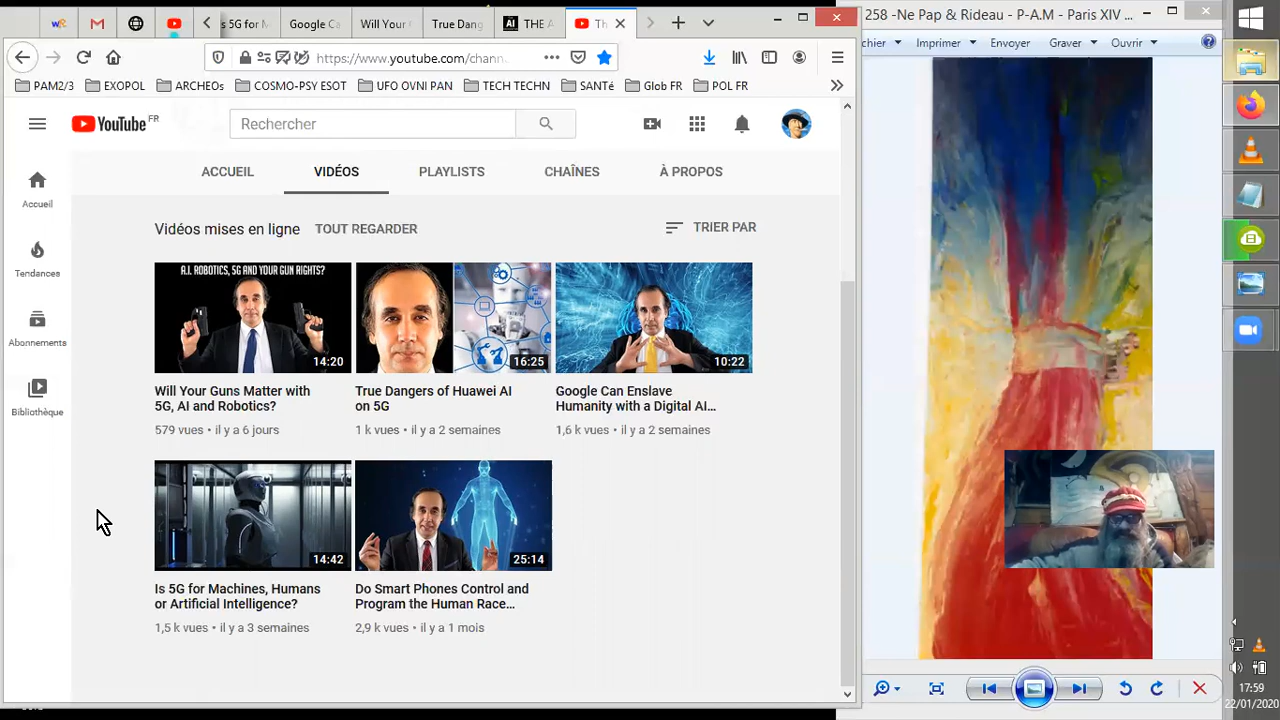 s 5G for M
Google Ca
Will Your
True Dang
AI THE A
Th
258 -Ne Pap & Rideau - P-A.M - Paris XIV ...
https://www.youtube.com/chann
chier
Imprimer
Envoyer
Graver
Ouvrir
PAM2/3
EXOPOL
ARCHEOs
COSMO-PSY ESOT
UFO OVNI PAN
TECH TECHN
SANTé
Glob FR
POL FR
YouTube FR
Rechercher
ACCUEIL
VIDÉOS
PLAYLISTS
CHAÎNES
À PROPOS
Accueil
Tendances
Abonnements
Bibliothèque
Vidéos mises en ligne
TOUT REGARDER
TRIER PAR
A.I. ROBOTICS, 5G AND YOUR GUN RIGHTS?
14:20
16:25
10:22
Will Your Guns Matter with
5G, AI and Robotics?
579 vues • il y a 6 jours
True Dangers of Huawei AI
on 5G
1 k vues • il y a 2 semaines
Google Can Enslave
Humanity with a Digital AI...
1,6 k vues • il y a 2 semaines
14:42
25:14
Is 5G for Machines, Humans
or Artificial Intelligence?
1,5 k vues • il y a 3 semaines
Do Smart Phones Control and
Program the Human Race...
2,9 k vues • il y a 1 mois
17:59
22/01/2020